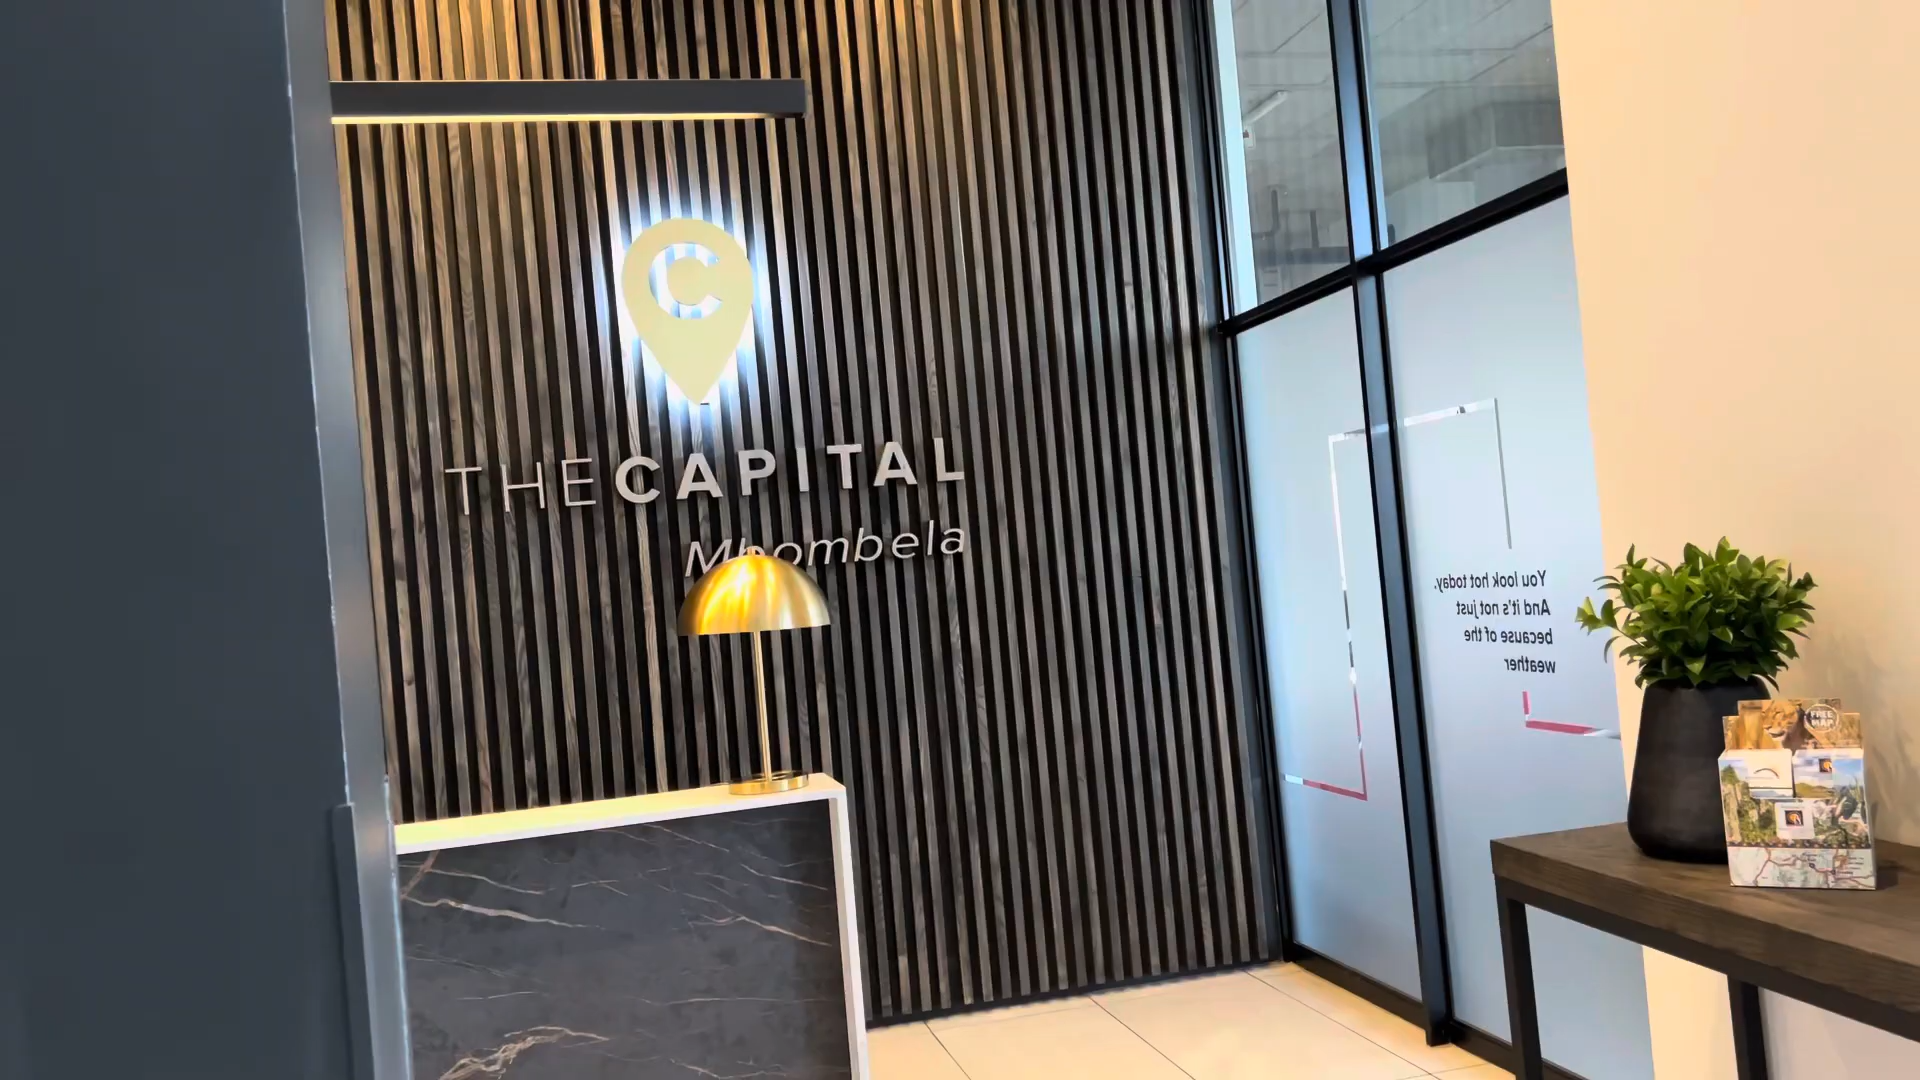 C
THE CAPITAL
Mbombela
You look hot today.
And it's not just
because of the
weather
FREE
MAP